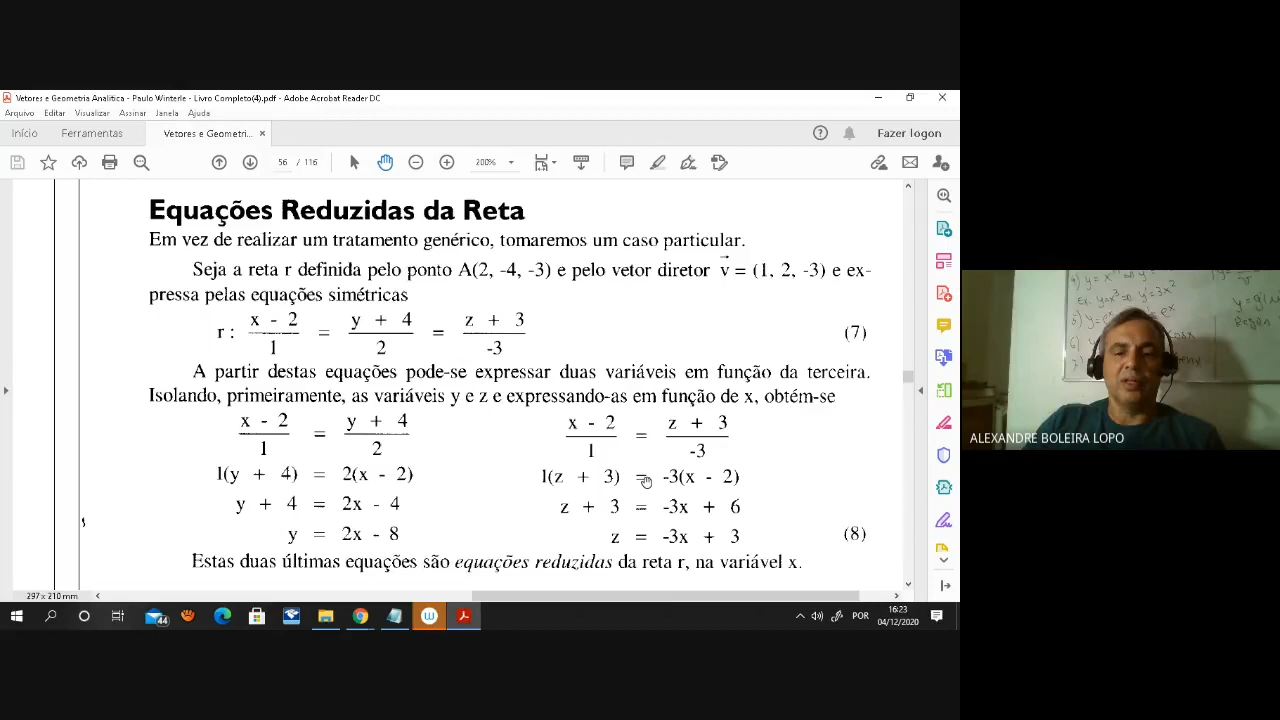 Vetores e Geometria Analitica - Paulo Winterle - Livro Completo(4).pdf - Adobe Acrobat Reader DC
Arquivo Editar Visualizar Assinar Janela Ajuda
Início Ferramentas Vetores e Geometri... × Fazer logon
56 / 116 200%
Equações Reduzidas da Reta
Em vez de realizar um tratamento genérico, tomaremos um caso particular.
Seja a reta r definida pelo ponto A(2, -4, -3) e pelo vetor diretor v = (1, 2, -3) e ex-
pressa pelas equações simétricas
r : x - 2 / 1 = y + 4 / 2 = z + 3 / -3 (7)
A partir destas equações pode-se expressar duas variáveis em função da terceira.
Isolando, primeiramente, as variáveis y e z e expressando-as em função de x, obtém-se
x - 2 / 1 = y + 4 / 2 x - 2 / 1 = z + 3 / -3
1(y + 4) = 2(x - 2) 1(z + 3) = -3(x - 2)
y + 4 = 2x - 4 z + 3 = -3x + 6
y = 2x - 8 z = -3x + 3 (8)
Estas duas últimas equações são equações reduzidas da reta r, na variável x.
297 x 210 mm
44 POR 16:23
04/12/2020
ALEXANDRE BOLEIRA LOPO